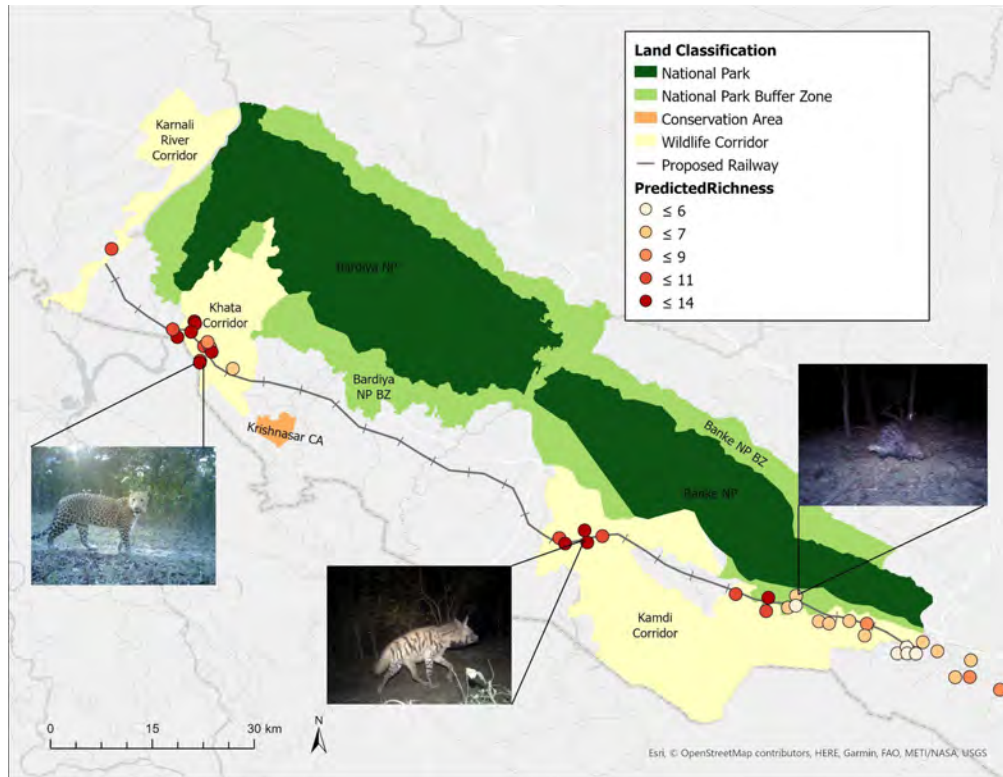 Land Classification
National Park
National Park Buffer Zone
Conservation Area
Wildlife Corridor
Proposed Railway
PredictedRichness
≤ 6
≤ 7
≤ 9
≤ 11
≤ 14
Karnali
River
Corridor
Bardiya NP
Khata
Corridor
Bardiya
NP BZ
Krishnasar CA
Banke NP BZ
Banke NP
Kamdi
Corridor
0 15 30 km
N
Esri, © OpenStreetMap contributors, HERE, Garmin, FAO, METI/NASA, USGS